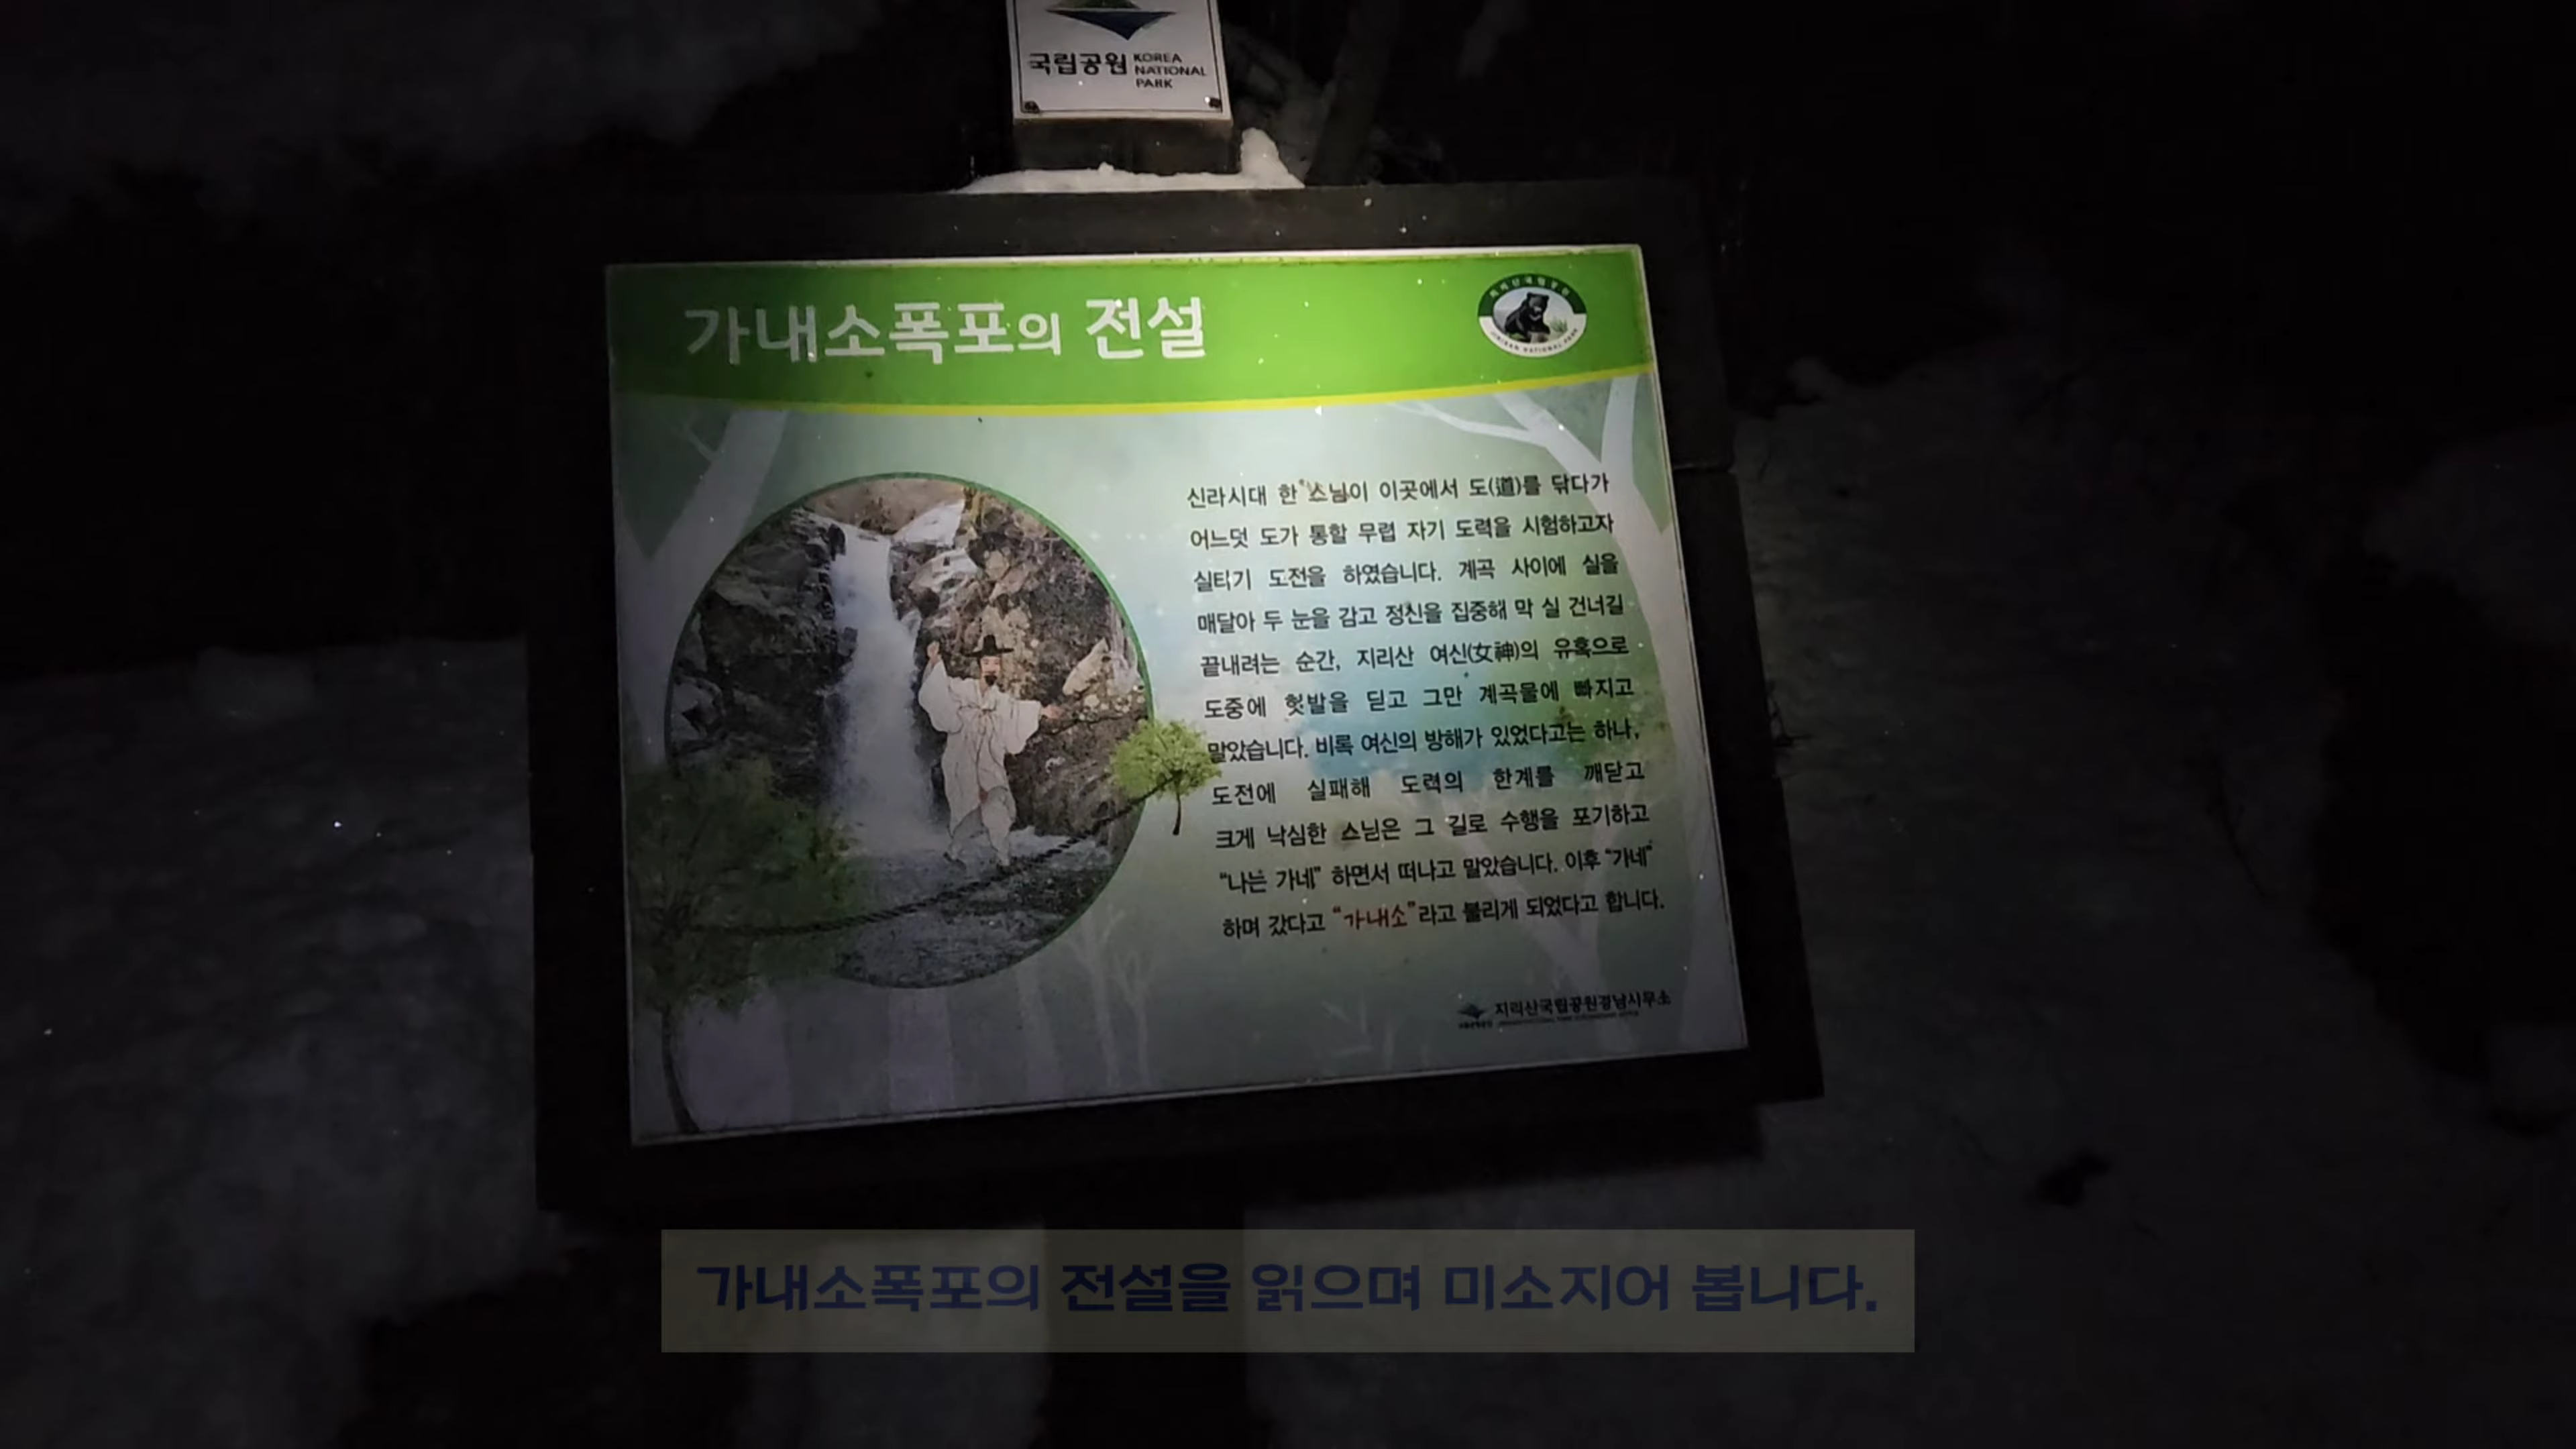 국립공원 KOREA
NATIONAL
PARK
가내소폭포의 전설
신라시대 한 스님이 이곳에서 도(道)를 닦다가
어느덧 도가 통할 무렵 자기 도력을 시험하고자
실타기 도전을 하였습니다. 계곡 사이에 실을
매달아 두 눈을 감고 정신을 집중해 막 실 건너길
끝내려는 순간, 지리산 여신(女神)의 유혹으로
도중에 헛발을 딛고 그만 계곡물에 빠지고
말았습니다. 비록 여신의 방해가 있었다고는 하나,
도전에 실패해 도력의 한계를 깨닫고
크게 낙심한 스님은 그 길로 수행을 포기하고
“나는 가네” 하면서 떠나고 말았습니다. 이후 “가네”
하며 갔다고 “가내소”라고 불리게 되었다고 합니다.
지리산국립공원경남사무소
가내소폭포의 전설을 읽으며 미소지어 봅니다.